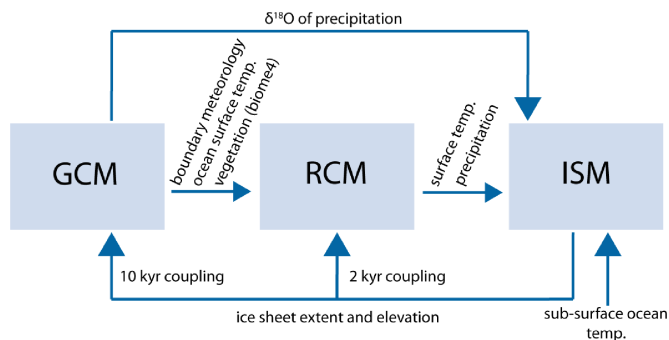 δ¹⁸O of precipitation
boundary meteorology
ocean surface temp.
vegetation (biome4)
surface temp.
precipitation
GCM
RCM
ISM
10 kyr coupling
2 kyr coupling
ice sheet extent and elevation
sub-surface ocean
temp.